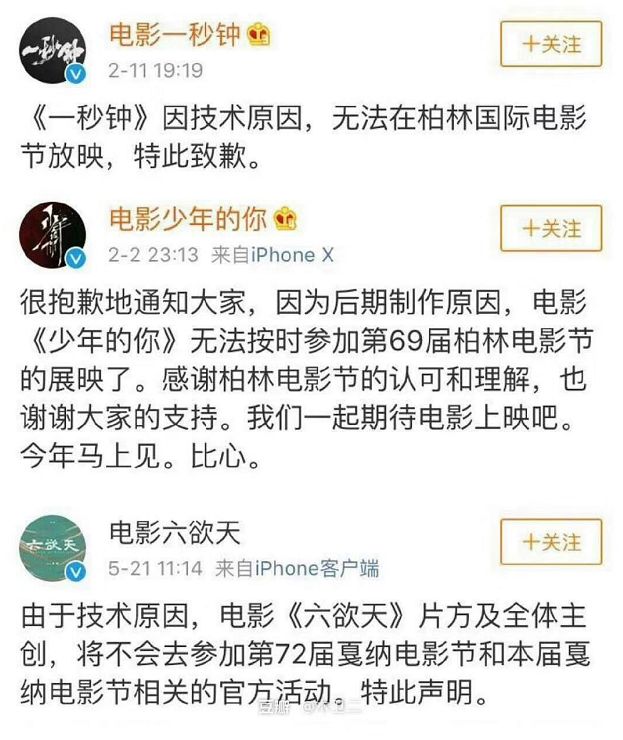 电影一秒钟
+关注
2-11 19:19
《一秒钟》因技术原因，无法在柏林国际电影
节放映，特此致歉。
电影少年的你
+关注
2-2 23:13 来自iPhone X
很抱歉地通知大家，因为后期制作原因，电影
《少年的你》无法按时参加第69届柏林电影节
的展映了。感谢柏林电影节的认可和理解，也
谢谢大家的支持。我们一起期待电影上映吧。
今年马上见。比心。
六欲天
电影六欲天
+关注
5-21 11:14 来自iPhone客户端
由于技术原因，电影《六欲天》片方及全体主
创，将不会去参加第72届戛纳电影节和本届戛
纳电影节相关的官方活动。特此声明。
豆瓣 @木卫二